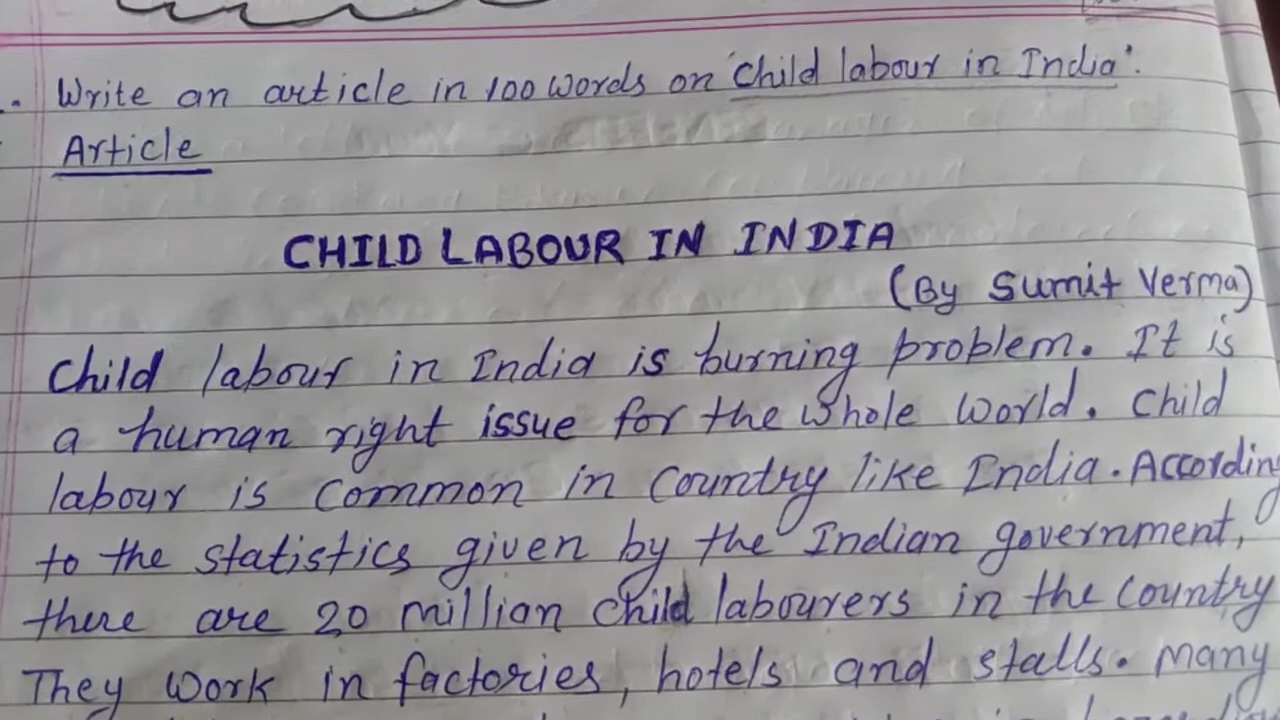 Write an article in 100 words on 'Child labour in India'.
Article
CHILD LABOUR IN INDIA
(By Sumit Verma)
Child labour in India is burning problem. It is
a human right issue for the whole world. Child
labour is common in country like India. Accordin
to the statistics given by the Indian government,
there are 20 million child labourers in the country
They work in factories, hotels and stalls. Many